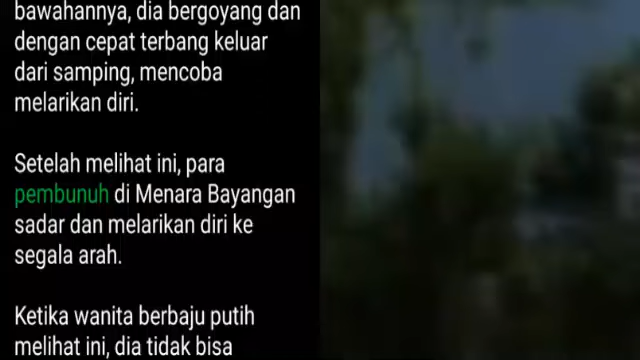 bawahannya, dia bergoyang dan
dengan cepat terbang keluar
dari samping, mencoba
melarikan diri.
Setelah melihat ini, para
pembunuh di Menara Bayangan
sadar dan melarikan diri ke
segala arah.
Ketika wanita berbaju putih
melihat ini, dia tidak bisa